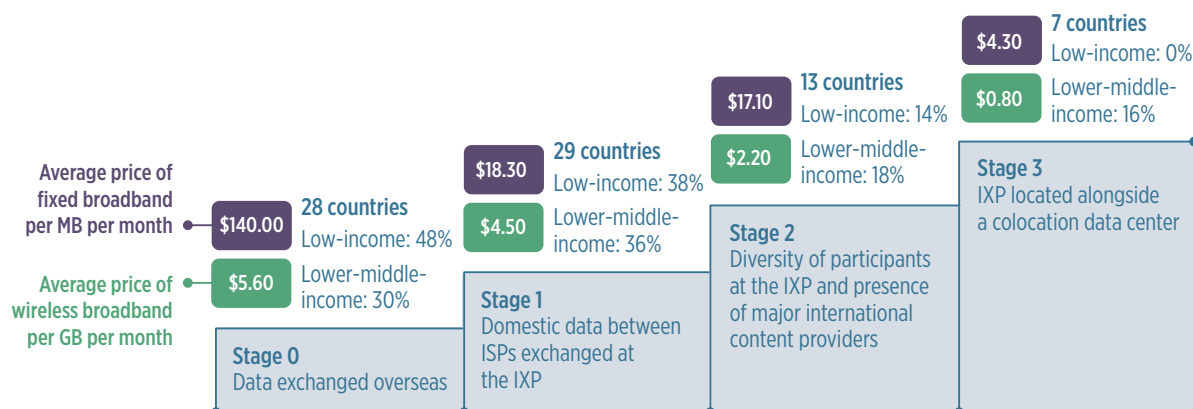 Average price of
fixed broadband
per MB per month
Average price of
wireless broadband
per GB per month
$140.00
$5.60
28 countries
Low-income: 48%
Lower-middle-
income: 30%
Stage 0
Data exchanged overseas
$18.30
$4.50
29 countries
Low-income: 38%
Lower-middle-
income: 36%
Stage 1
Domestic data between
ISPs exchanged at
the IXP
$17.10
$2.20
13 countries
Low-income: 14%
Lower-middle-
income: 18%
Stage 2
Diversity of participants
at the IXP and presence
of major international
content providers
$4.30
$0.80
7 countries
Low-income: 0%
Lower-middle-
income: 16%
Stage 3
IXP located alongside
a colocation data center